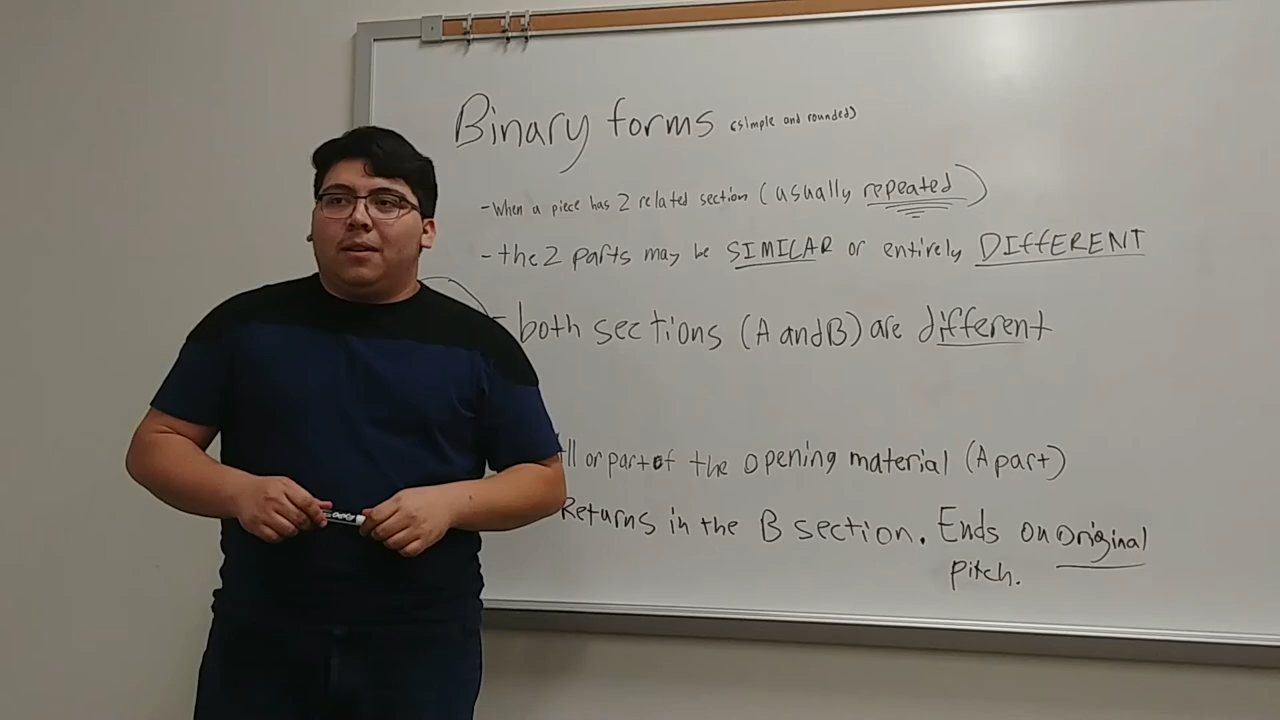 Binary forms (simple and rounded)
- When a piece has 2 related section (usually repeated)
- the 2 parts may be SIMILAR or entirely DIFFERENT
- both sections (A and B) are different
All or part of the opening material (A part)
Returns in the B section. Ends on original
pitch.